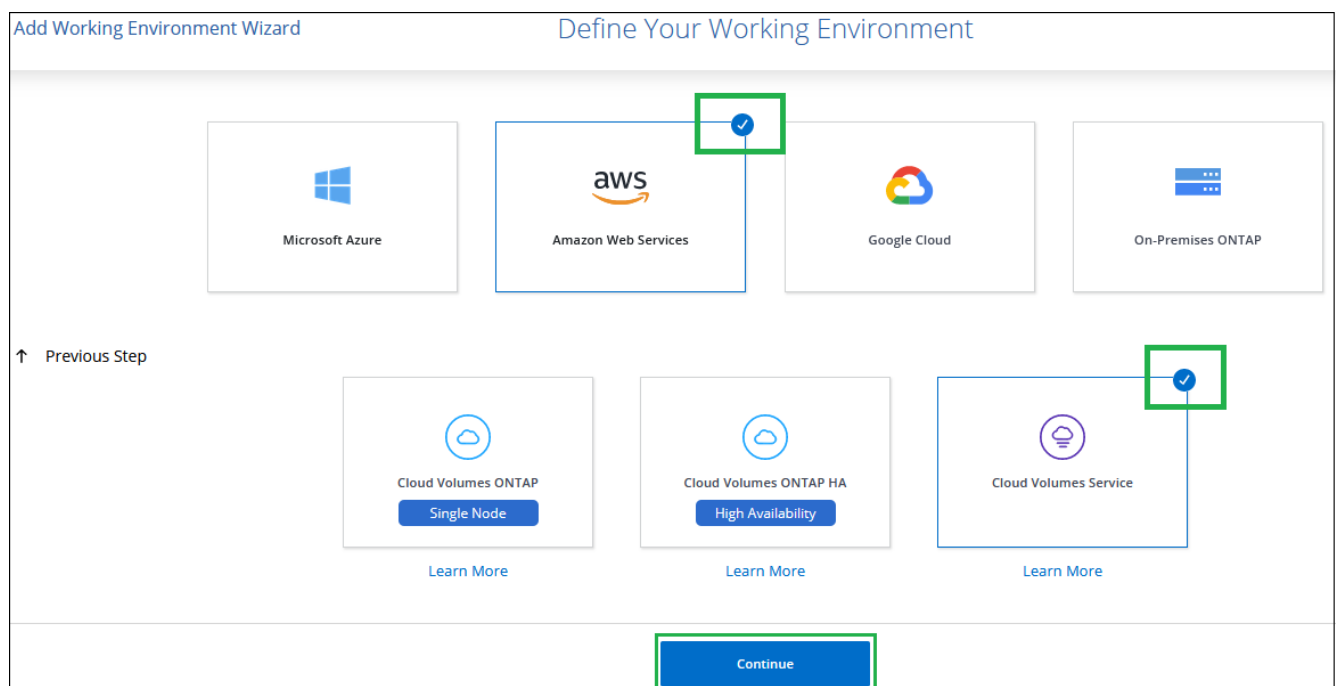 Add Working Environment Wizard
Define Your Working Environment
aws
Microsoft Azure
Amazon Web Services
Google Cloud
On-Premises ONTAP
↑ Previous Step
Cloud Volumes ONTAP
Single Node
Cloud Volumes ONTAP HA
High Availability
Cloud Volumes Service
Learn More
Learn More
Learn More
Continue